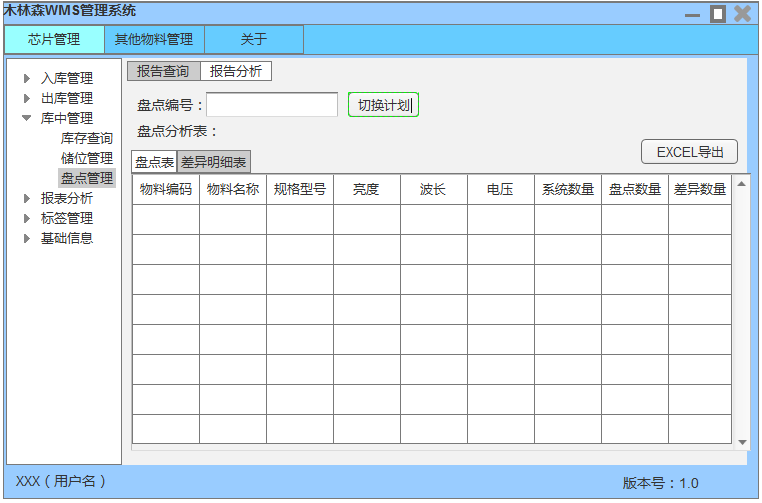 木林森WMS管理系统
芯片管理 其他物料管理 关于
入库管理
出库管理
库中管理
库存查询
储位管理
盘点管理
报表分析
标签管理
基础信息
报告查询 报告分析
盘点编号： 切换计划
盘点分析表：
EXCEL导出
盘点表 差异明细表
物料编码 物料名称 规格型号 亮度 波长 电压 系统数量 盘点数量 差异数量
XXX（用户名） 版本号：1.0